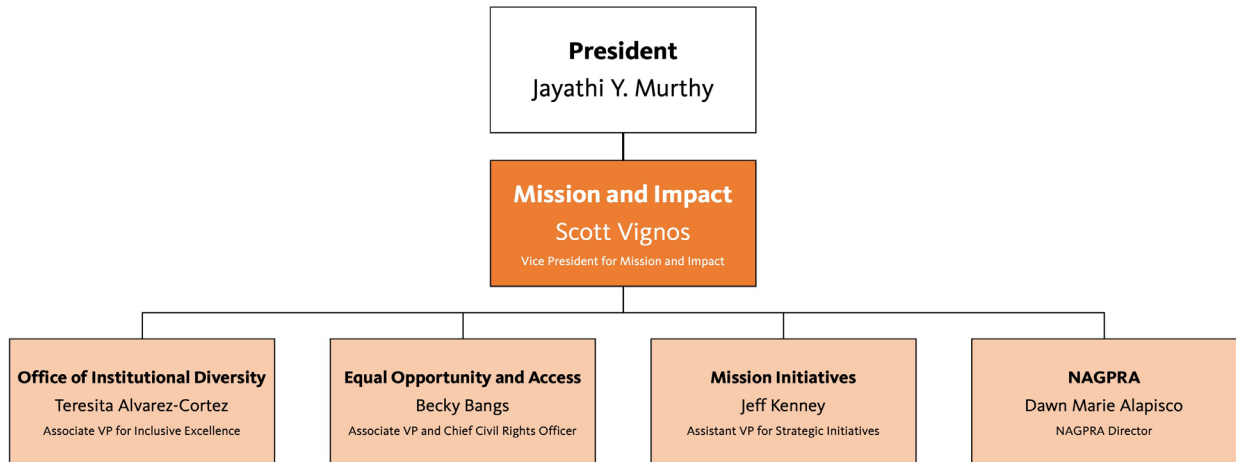 President
Jayathi Y. Murthy
Mission and Impact
Scott Vignos
Vice President for Mission and Impact
Office of Institutional Diversity
Teresita Alvarez-Cortez
Associate VP for Inclusive Excellence
Equal Opportunity and Access
Becky Bangs
Associate VP and Chief Civil Rights Officer
Mission Initiatives
Jeff Kenney
Assistant VP for Strategic Initiatives
NAGPRA
Dawn Marie Alapisco
NAGPRA Director